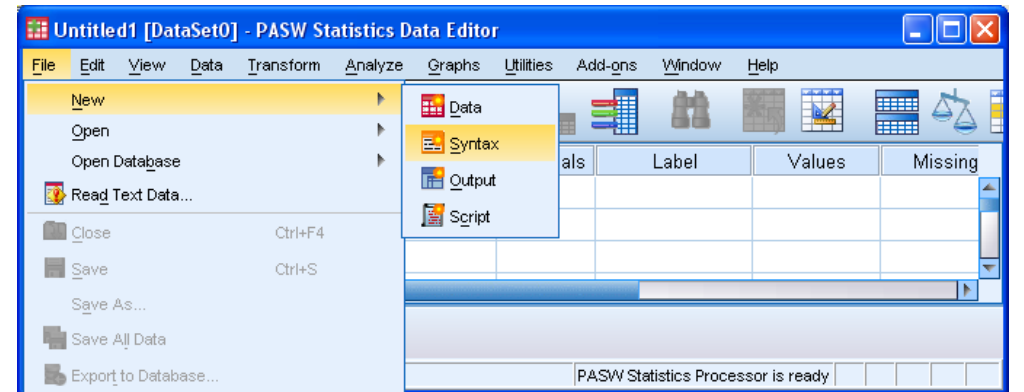 Untitled1 [DataSet0] - PASW Statistics Data Editor
File Edit View Data Transform Analyze Graphs Utilities Add-ons Window Help
New
Open
Open Database
Read Text Data...
Close Ctrl+F4
Save Ctrl+S
Save As...
Save All Data
Export to Database...
Data
Syntax
Output
Script
als Label Values Missing
PASW Statistics Processor is ready